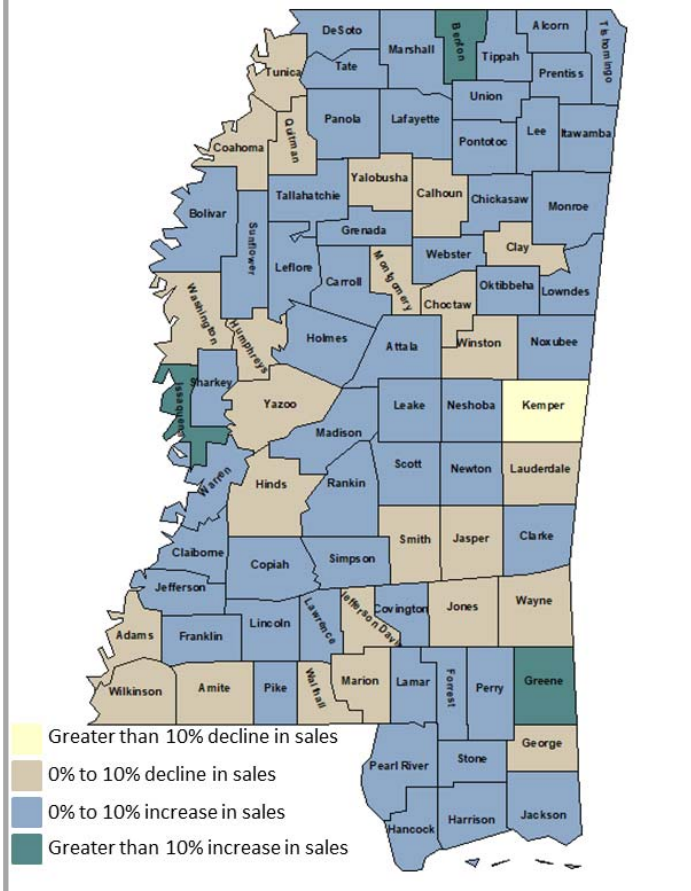 DeSoto
Marshall
Benton
Tippah
Alcorn
Tishomingo
Tunica
Tate
Prentiss
Union
Panola
Lafayette
Quitman
Coahoma
Pontotoc
Lee
Itawamba
Yalobusha
Calhoun
Tallahatchie
Chickasaw
Monroe
Bolivar
Sunflower
Grenada
Leflore
Carroll
Montgomery
Webster
Clay
Choctaw
Oktibbeha
Lowndes
Washington
Humphreys
Holmes
Attala
Winston
Noxubee
Sharkey
Issaquena
Yazoo
Leake
Neshoba
Kemper
Madison
Warren
Hinds
Rankin
Scott
Newton
Lauderdale
Claiborne
Copiah
Simpson
Smith
Jasper
Clarke
Jefferson
Adams
Franklin
Lincoln
Lawrence
Jefferson Davis
Covington
Jones
Wayne
Wilkinson
Amite
Pike
Walthall
Marion
Lamar
Forrest
Perry
Greene
Pearl River
Stone
George
Hancock
Harrison
Jackson
Greater than 10% decline in sales
0% to 10% decline in sales
0% to 10% increase in sales
Greater than 10% increase in sales